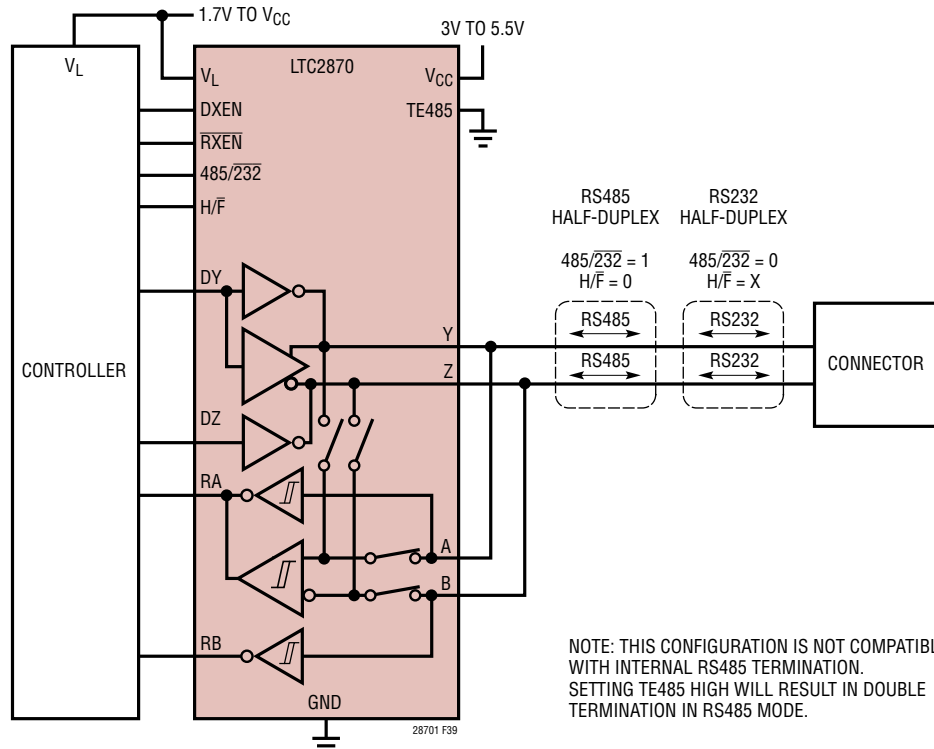 1.7V TO VCC
3V TO 5.5V
VL
VL
LTC2870
VCC
DXEN
TE485
RXEN
485/232
H/F
RS485
HALF-DUPLEX
485/232 = 1
H/F = 0
RS232
HALF-DUPLEX
485/232 = 0
H/F = X
DY
Y
RS485
RS232
CONTROLLER
Z
RS485
RS232
CONNECTOR
DZ
RA
A
B
RB
GND
28701 F39
NOTE: THIS CONFIGURATION IS NOT COMPATIBL
WITH INTERNAL RS485 TERMINATION.
SETTING TE485 HIGH WILL RESULT IN DOUBLE
TERMINATION IN RS485 MODE.